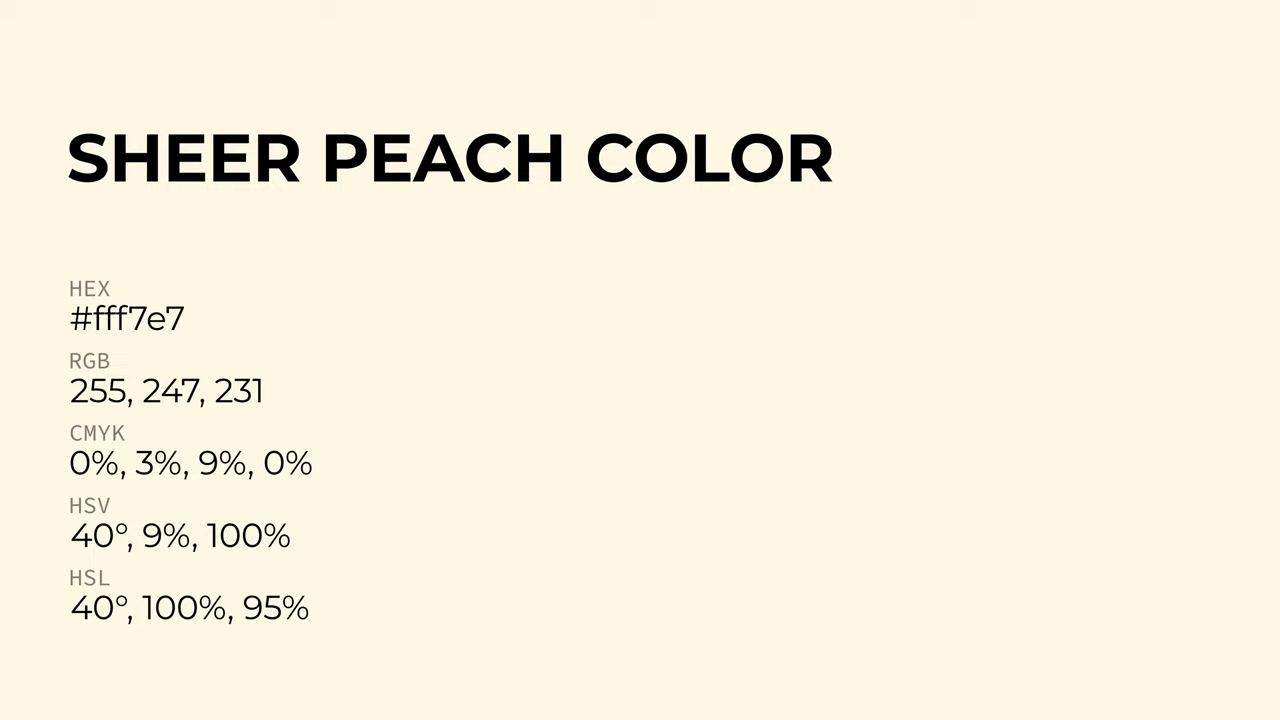 SHEER PEACH COLOR
HEX
#fff7e7
RGB
255, 247, 231
CMYK
0%, 3%, 9%, 0%
HSV
40°, 9%, 100%
HSL
40°, 100%, 95%